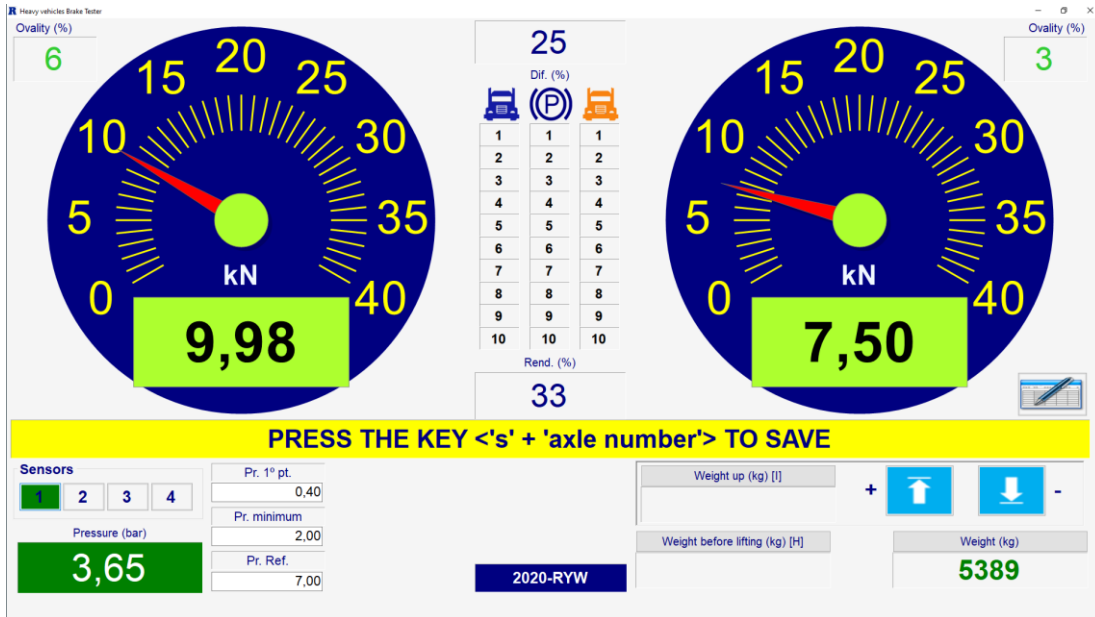 R Heavy vehicles Brake Tester
Ovality (%)
6
0
5
10
15
20
25
30
35
40
kN
9,98
25
Dif. (%)
(P)
1 1 1
2 2 2
3 3 3
4 4 4
5 5 5
6 6 6
7 7 7
8 8 8
9 9 9
10 10 10
Rend. (%)
33
Ovality (%)
3
0
5
10
15
20
25
30
35
40
kN
7,50
PRESS THE KEY <'s' + 'axle number'> TO SAVE
Sensors
1 2 3 4
Pressure (bar)
3,65
Pr. 1º pt.
0,40
Pr. minimum
2,00
Pr. Ref.
7,00
2020-RYW
Weight up (kg) [I]
+ -
Weight before lifting (kg) [H]
Weight (kg)
5389